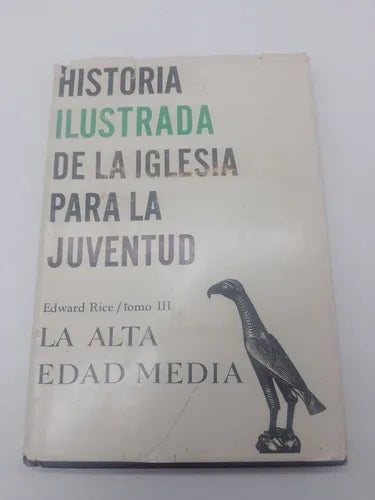 HISTORIA
ILUSTRADA
DE LA IGLESIA
PARA LA
JUVENTUD
Edward Rice/tomo III
LA ALTA
EDAD MEDIA